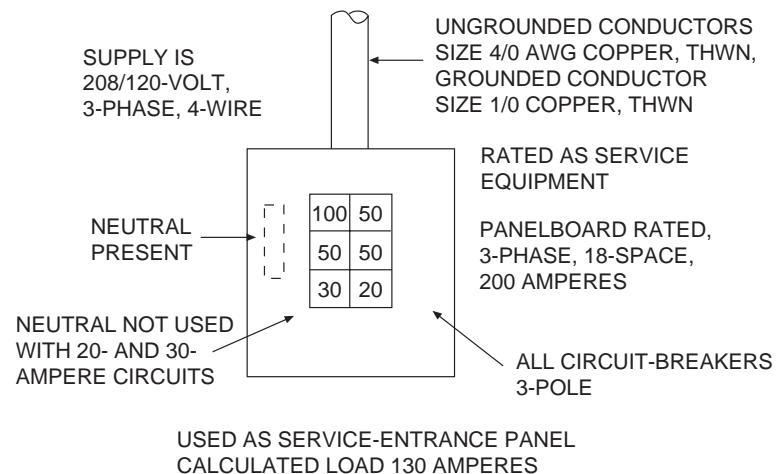 SUPPLY IS
208/120-VOLT,
3-PHASE, 4-WIRE
UNGROUNDED CONDUCTORS
SIZE 4/0 AWG COPPER, THWN,
GROUNDED CONDUCTOR
SIZE 1/0 COPPER, THWN
RATED AS SERVICE
EQUIPMENT
NEUTRAL
PRESENT
100 50
50 50
30 20
PANELBOARD RATED,
3-PHASE, 18-SPACE,
200 AMPERES
NEUTRAL NOT USED
WITH 20- AND 30-
AMPERE CIRCUITS
ALL CIRCUIT-BREAKERS
3-POLE
USED AS SERVICE-ENTRANCE PANEL
CALCULATED LOAD 130 AMPERES